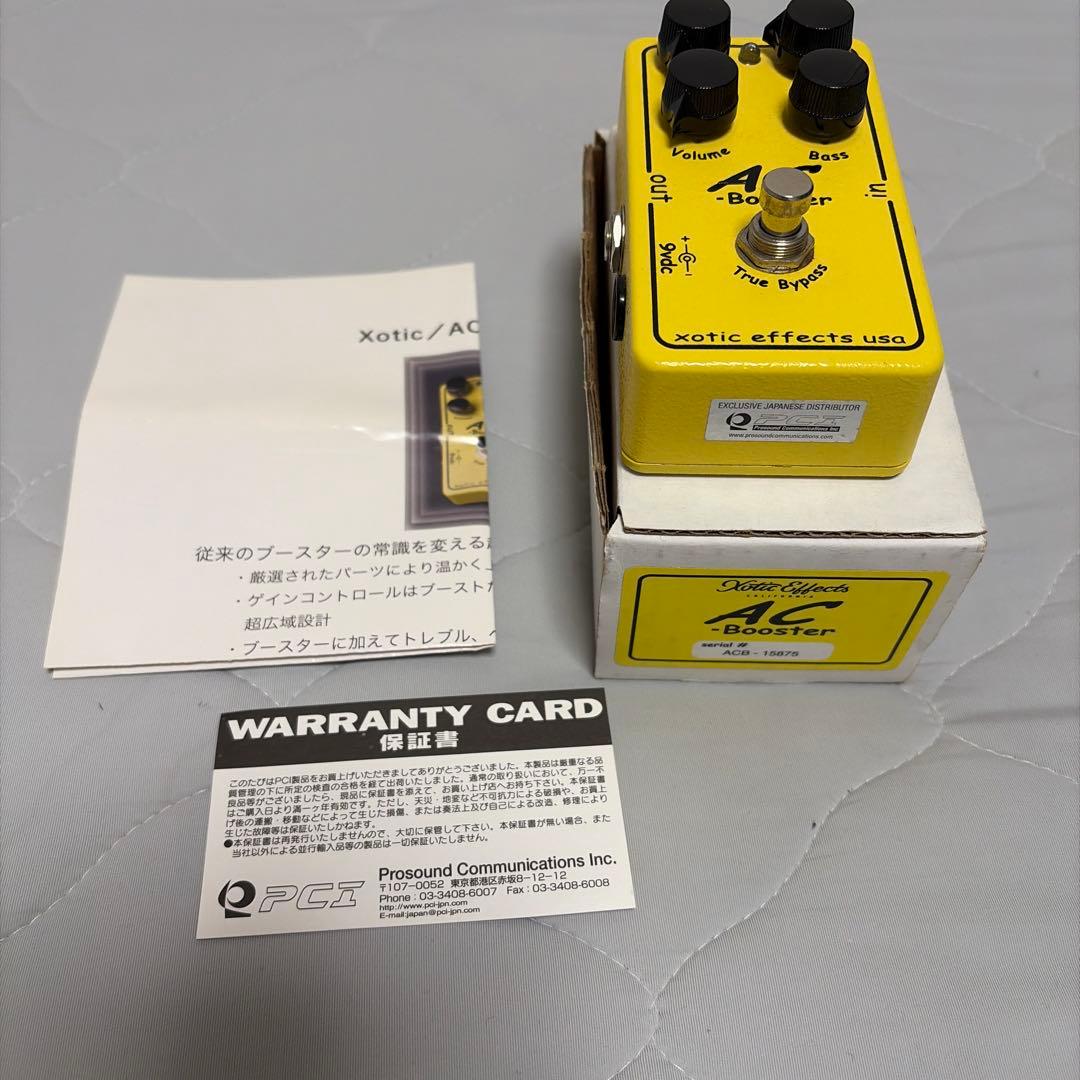 Volume
Bass
AC
-Booster
out
in
9vdc
+ -
True Bypass
xotic effects usa
EXCLUSIVE JAPANESE DISTRIBUTOR
PCI
Prosound Communications Inc
www.prosoundcommunications.com
Xotic Effects
CALIFORNIA
AC
-Booster
serial #
ACB - 15875
Xotic/AC
従来のブースターの常識を変える
・厳選されたパーツにより温かく、
・ゲインコントロールはブースト
超広域設計
・ブースターに加えてトレブル、
WARRANTY CARD
保証書
このたびはPCI製品をお買上げいただきましてありがとうございました。本製品は厳重なる品
質管理の下に所定の検査の合格を経て出荷いたしました。通常の取り扱いにおいて、万一不
良品等がございましたら、現品に保証書を添えて、お買い上げ店へお持ち下さい。本保証書
はご購入日より満一ヶ年有効です。ただし、天災・地変など不可抗力による破損や、お買上
げ後の運搬・移動などによって生じた損傷、または奏法上及び自己による改造、修理により
生じた故障等は保証いたしかねます。
●本保証書は再発行いたしませんので、大切に保管して下さい。本保証書が無い場合、また
当社以外による並行輸入品等の製品は一切保証いたしません。
PCI
Prosound Communications Inc.
〒107-0052 東京都港区赤坂8-12-12
Phone : 03-3408-6007 Fax : 03-3408-6008
http://www.pci-jpn.com
E-mail:japan@pci-jpn.com